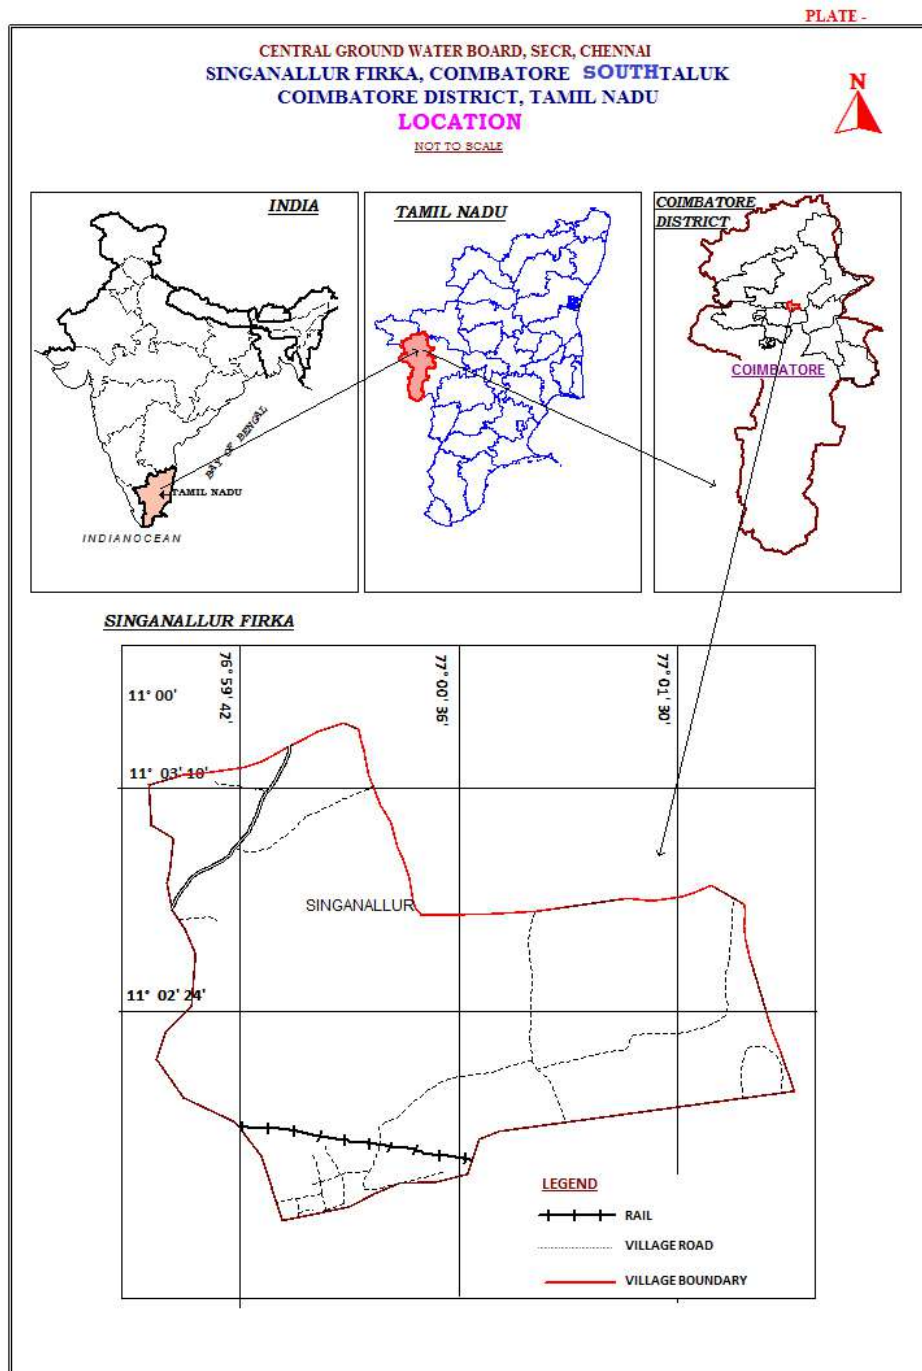 PLATE -
CENTRAL GROUND WATER BOARD, SECR, CHENNAI
SINGANALLUR FIRKA, COIMBATORE SOUTH TALUK
COIMBATORE DISTRICT, TAMIL NADU
LOCATION
NOT TO SCALE
N
INDIA
BAY OF BENGAL
TAMIL NADU
INDIANOCEAN
TAMIL NADU
COIMBATORE
DISTRICT
COIMBATORE
SINGANALLUR FIRKA
76° 59' 42'
77° 00' 36'
77° 01' 30'
11° 00'
11° 03' 10'
SINGANALLUR
11° 02' 24'
LEGEND
RAIL
VILLAGE ROAD
VILLAGE BOUNDARY